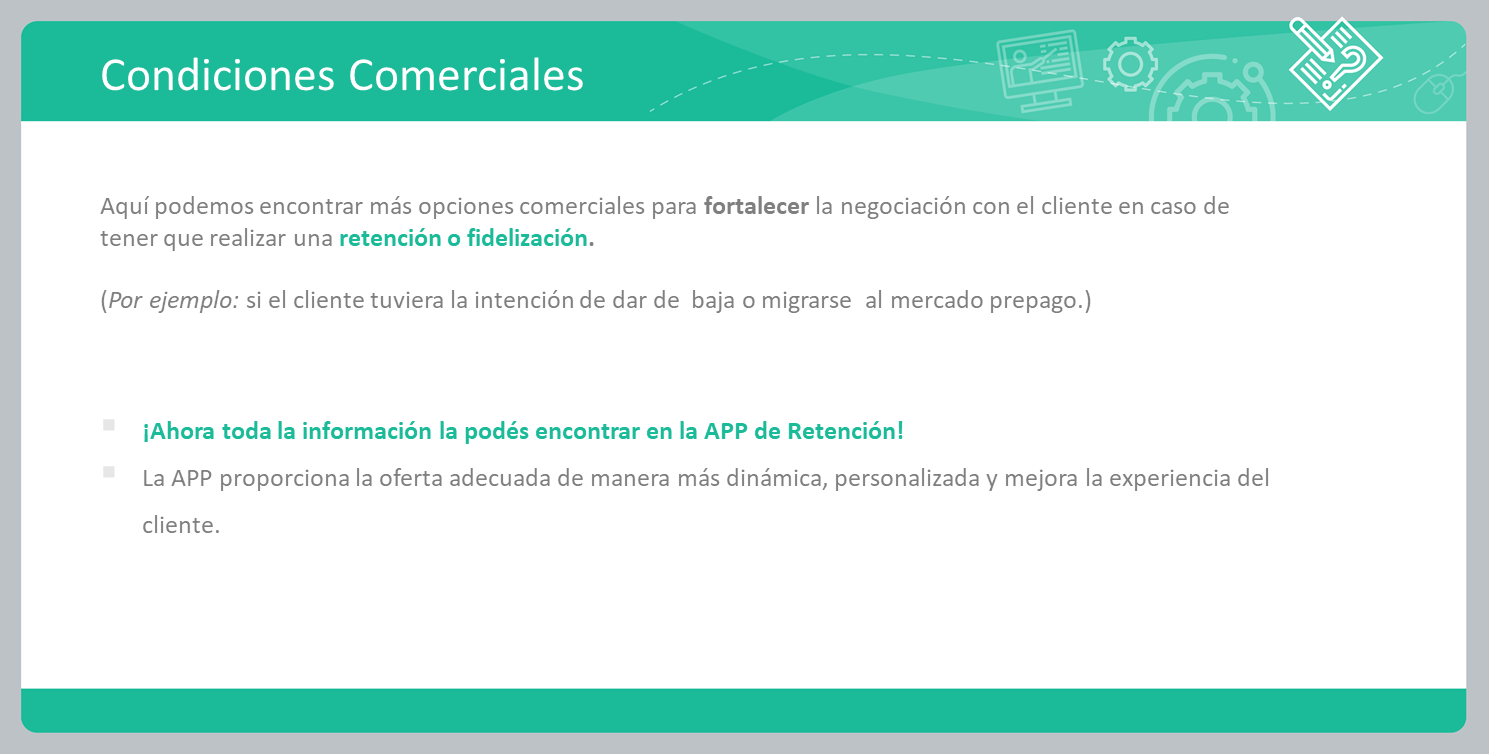 Condiciones Comerciales
Aquí podemos encontrar más opciones comerciales para fortalecer la negociación con el cliente en caso de
tener que realizar una retención o fidelización.
(Por ejemplo: si el cliente tuviera la intención de dar de  baja o migrarse  al mercado prepago.)
¡Ahora toda la información la podés encontrar en la APP de Retención!
La APP proporciona la oferta adecuada de manera más dinámica, personalizada y mejora la experiencia del
cliente.